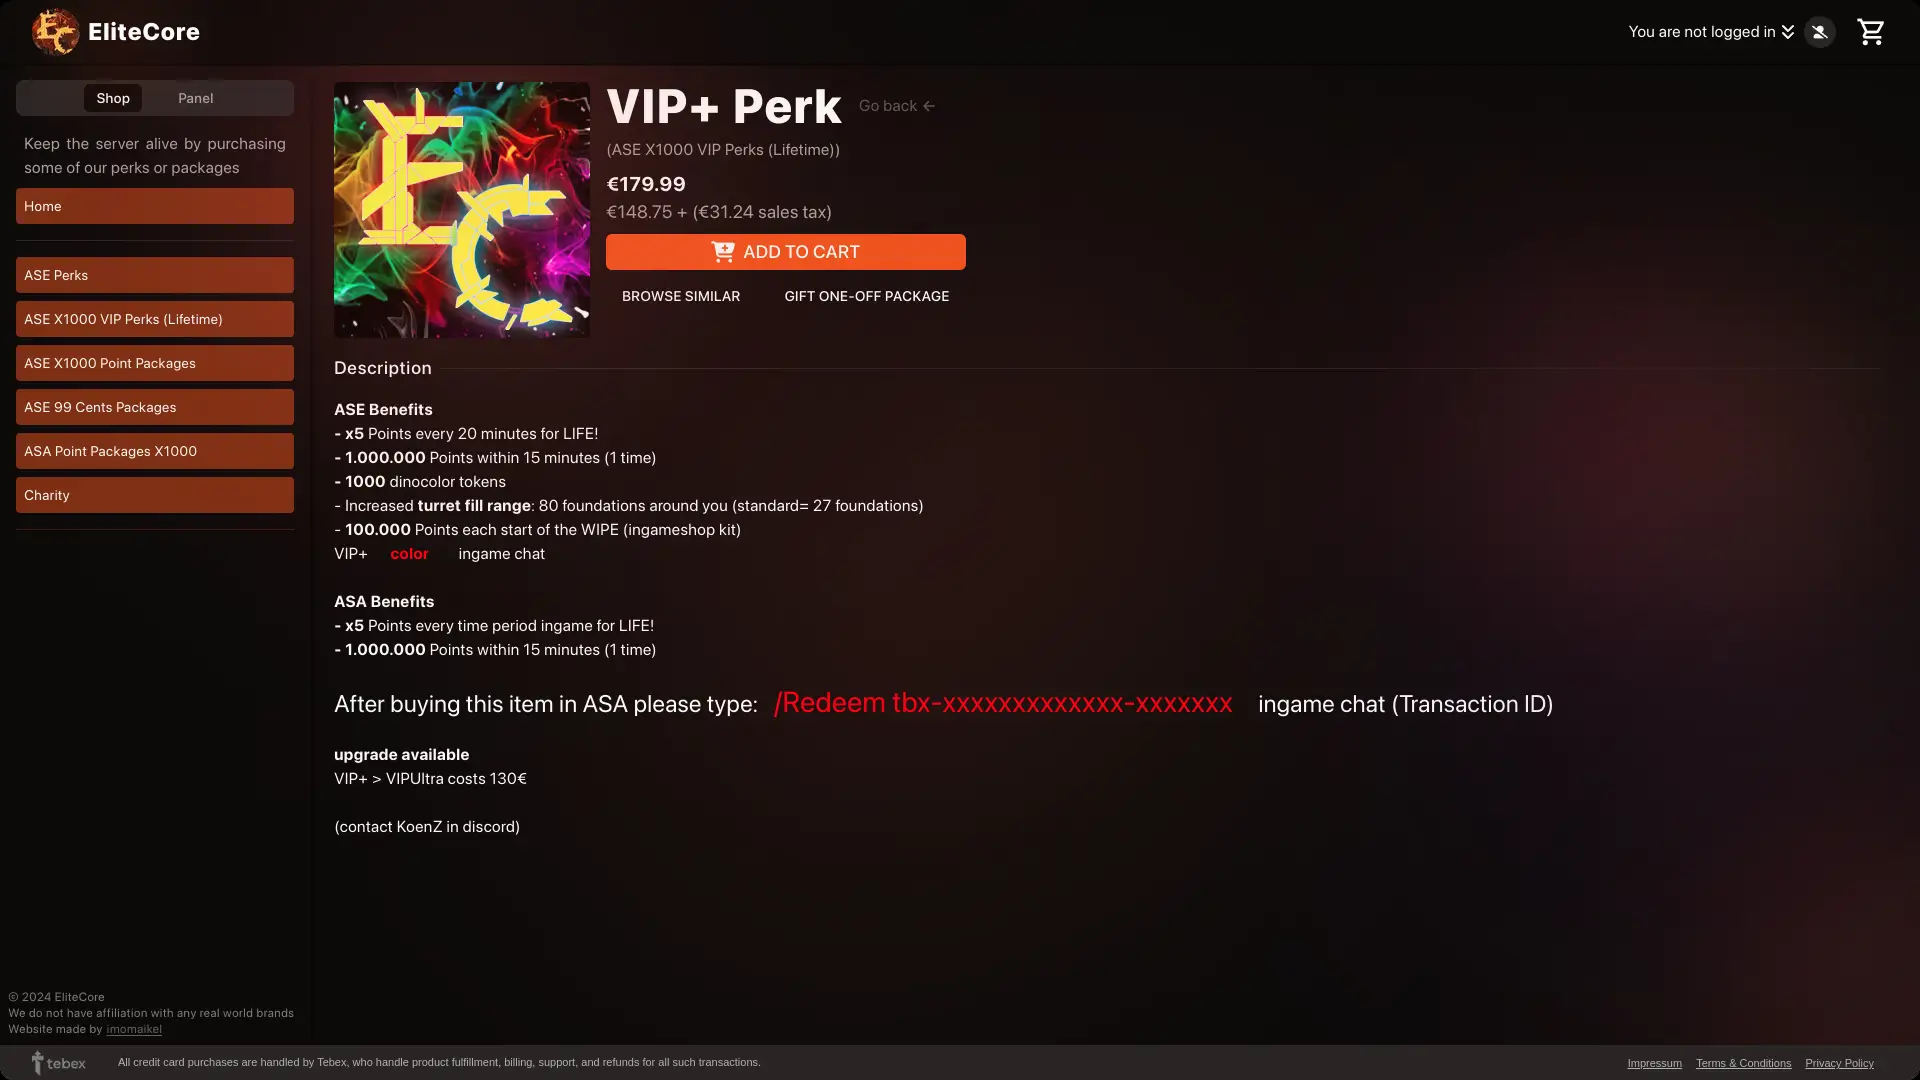 EliteCore
You are not logged in
Shop
Panel
Keep the server alive by purchasing
some of our perks or packages
Home
ASE Perks
ASE X1000 VIP Perks (Lifetime)
ASE X1000 Point Packages
ASE 99 Cents Packages
ASA Point Packages X1000
Charity
EC
VIP+ Perk
Go back ←
(ASE X1000 VIP Perks (Lifetime))
€179.99
€148.75 + (€31.24 sales tax)
ADD TO CART
BROWSE SIMILAR
GIFT ONE-OFF PACKAGE
Description
ASE Benefits
- x5 Points every 20 minutes for LIFE!
- 1.000.000 Points within 15 minutes (1 time)
- 1000 dinocolor tokens
- Increased turret fill range: 80 foundations around you (standard= 27 foundations)
- 100.000 Points each start of the WIPE (ingameshop kit)
VIP+ color ingame chat
ASA Benefits
- x5 Points every time period ingame for LIFE!
- 1.000.000 Points within 15 minutes (1 time)
After buying this item in ASA please type: /Redeem tbx-xxxxxxxxxxxxx-xxxxxxx ingame chat (Transaction ID)
upgrade available
VIP+ > VIPUltra costs 130€
(contact KoenZ in discord)
© 2024 EliteCore
We do not have affiliation with any real world brands
Website made by imomaikel
tebex
All credit card purchases are handled by Tebex, who handle product fulfillment, billing, support, and refunds for all such transactions.
Impressum
Terms & Conditions
Privacy Policy